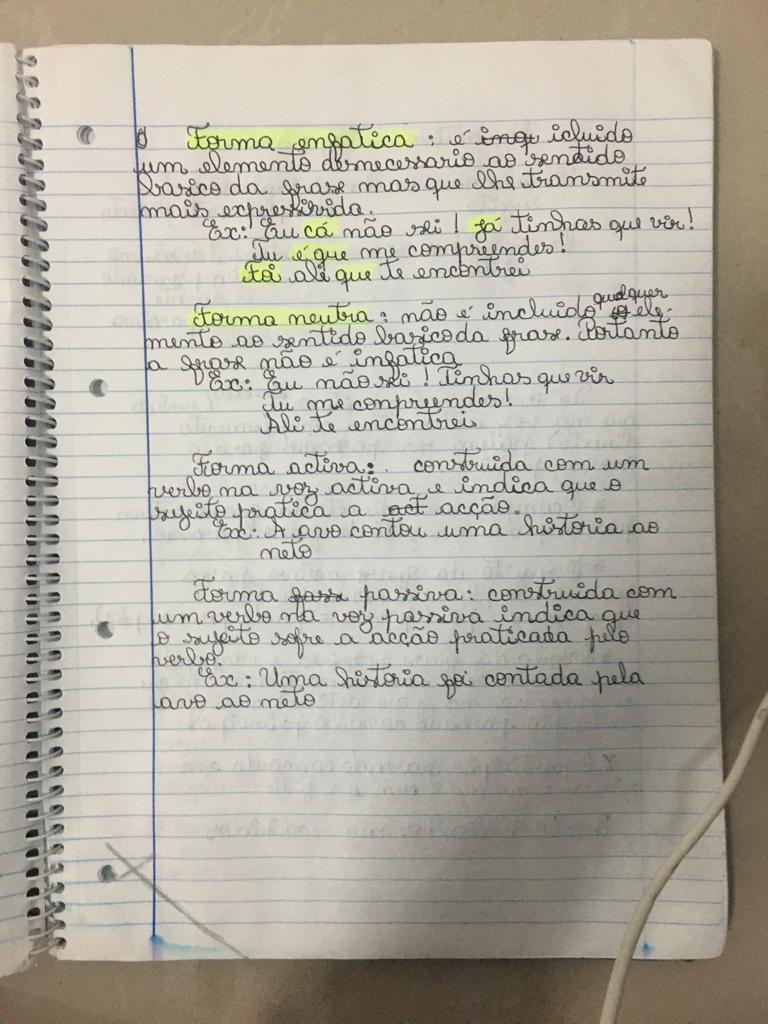 Forma enfatica : é inqu icluido
um elemento desnecessario ao sentido
basico da frase mas que lhe transmite
mais expressivida.
Ex: Eu cá não sei ! Já tinhas que vir!
Tu é que me compreendes!
Foi ali que te encontrei
Forma neutra : não é incluido qualquer ele-
mento ao sentido basico da frase. Portanto
a frase não é infatica
Ex: Eu não sei ! Tinhas que vir
Tu me conpreendes!
Ali te encontrei
Forma activa : . construida com um
verbo na voz activa e indica que o
sujeito pratica a act acção.
Ex: A avo contou uma historia ao
neto
Forma pass passiva : construida com
um verbo na voz passiva indica que
o sujeito sofre a acção praticada pelo
verbo.
Ex : Uma historia foi contada pela
avo ao neto